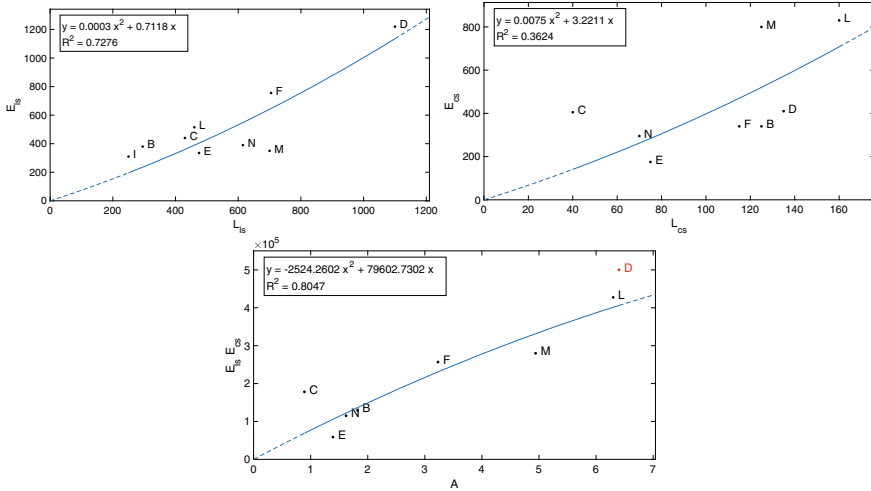 y = 0.0003 x² + 0.7118 x
R² = 0.7276
D
F
L
C
B
N
E
M
I
1200
1000
800
600
400
200
0
E_ls
0 200 400 600 800 1000 1200
L_ls
y = 0.0075 x² + 3.2211 x
R² = 0.3624
L
M
C
D
F
B
N
E
800
600
400
200
0
E_cs
0 20 40 60 80 100 120 140 160
L_cs
×10⁵
y = -2524.2602 x² + 79602.7302 x
R² = 0.8047
D
L
M
F
C
B
N
E
5
4
3
2
1
0
E_ls E_cs
0 1 2 3 4 5 6 7
A